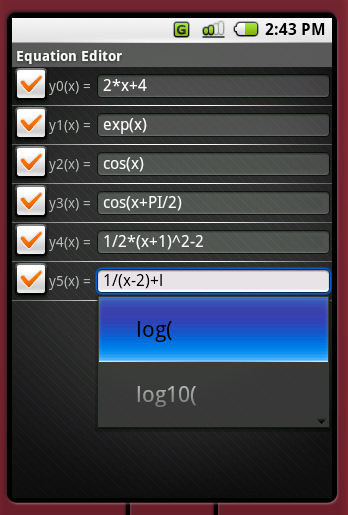 G 2:43 PM
Equation Editor
y0(x) = 2*x+4
y1(x) = exp(x)
y2(x) = cos(x)
y3(x) = cos(x+PI/2)
y4(x) = 1/2*(x+1)^2-2
y5(x) = 1/(x-2)+l
log(
log10(